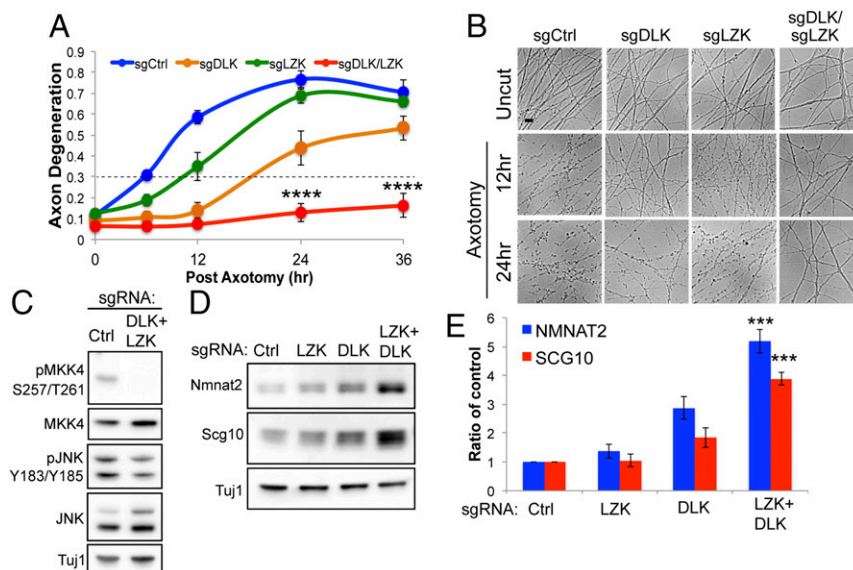 A
Axon Degeneration
0.9
0.8
0.7
0.6
0.5
0.4
0.3
0.2
0.1
0
sgCtrl sgDLK sgLZK sgDLK/LZK
**** ****
0 12 24 36
Post Axotomy (hr)
B
sgCtrl sgDLK sgLZK sgDLK/
sgLZK
Uncut
Axotomy
12hr
24hr
C
sgRNA:
Ctrl DLK+
LZK
pMKK4
S257/T261
MKK4
pJNK
Y183/Y185
JNK
Tuj1
D
sgRNA: Ctrl LZK DLK LZK+
DLK
Nmnat2
Scg10
Tuj1
E
Ratio of control
6
5
4
3
2
1
0
NMNAT2
SCG10
***
***
sgRNA: Ctrl LZK DLK LZK+
DLK